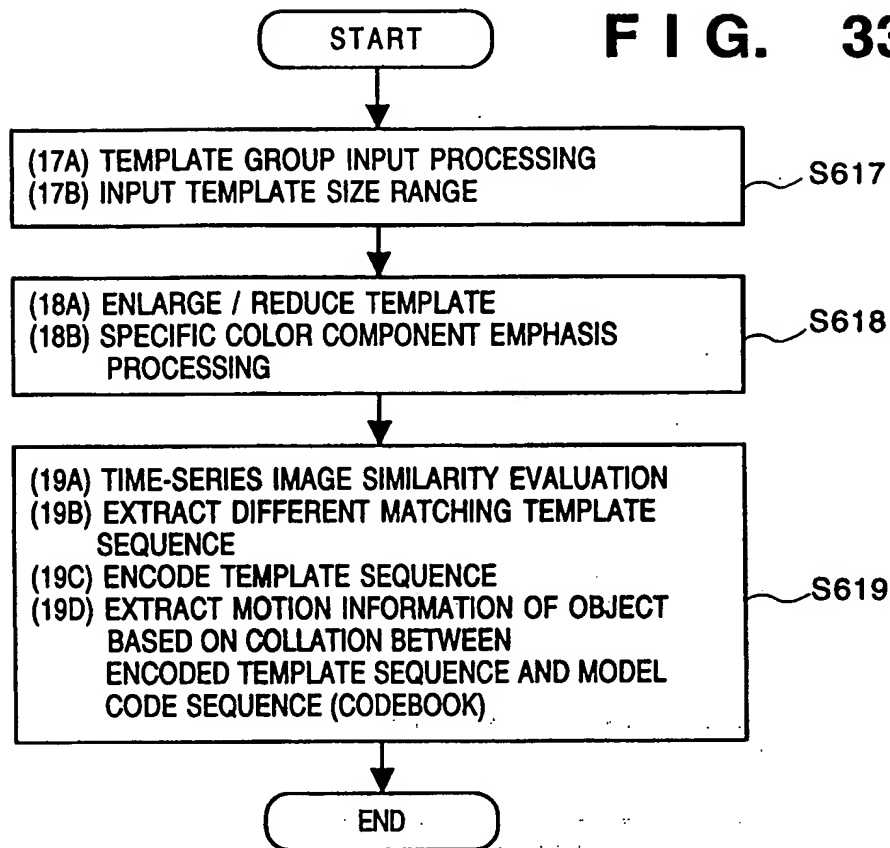 START
F I G. 33
(17A) TEMPLATE GROUP INPUT PROCESSING
(17B) INPUT TEMPLATE SIZE RANGE
S617
(18A) ENLARGE / REDUCE TEMPLATE
(18B) SPECIFIC COLOR COMPONENT EMPHASIS
PROCESSING
S618
(19A) TIME-SERIES IMAGE SIMILARITY EVALUATION
(19B) EXTRACT DIFFERENT MATCHING TEMPLATE
SEQUENCE
(19C) ENCODE TEMPLATE SEQUENCE
(19D) EXTRACT MOTION INFORMATION OF OBJECT
BASED ON COLLATION BETWEEN
ENCODED TEMPLATE SEQUENCE AND MODEL
CODE SEQUENCE (CODEBOOK)
S619
END